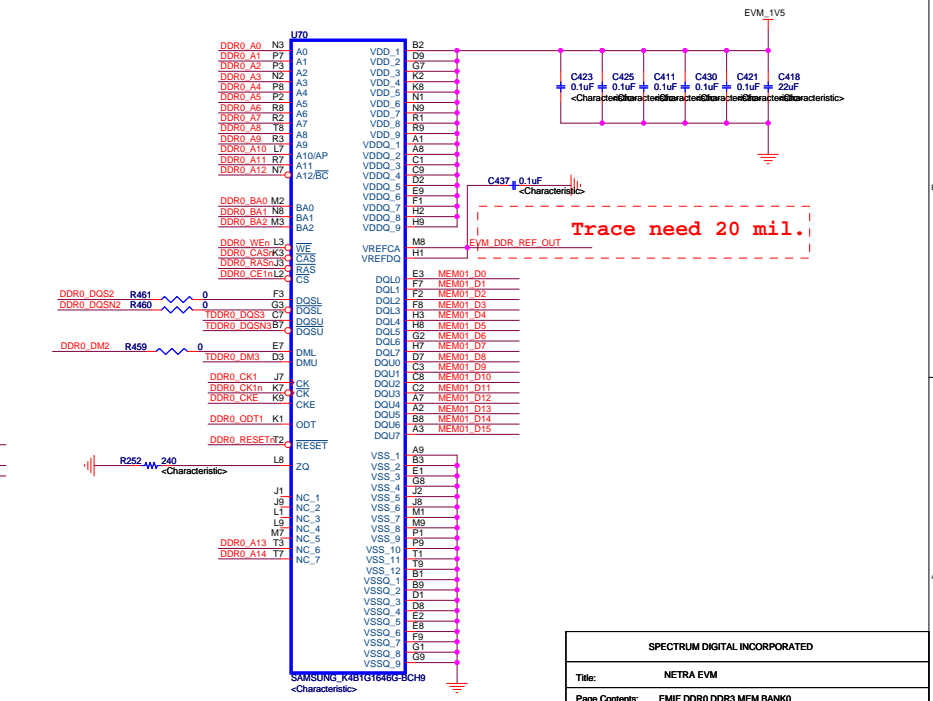 EVM_1V5
U70
DDR0_A0 N3 A0 VDD_1 B2
DDR0_A1 P7 A1 VDD_2 D9
DDR0_A2 P3 A2 VDD_3 G7
DDR0_A3 N2 A3 VDD_4 K2
DDR0_A4 P8 A4 VDD_5 K8
DDR0_A5 P2 A5 VDD_6 N1
DDR0_A6 R8 A6 VDD_7 N9
DDR0_A7 R2 A7 VDD_8 R1
DDR0_A8 T8 A8 VDD_9 R9
DDR0_A9 R3 A9 VDDQ_1 A1
DDR0_A10 L7 A10/AP VDDQ_2 A8
DDR0_A11 R7 A11 VDDQ_3 C1
DDR0_A12 N7 A12/BC VDDQ_4 C9
VDDQ_5 D2
VDDQ_6 E9
DDR0_BA0 M2 BA0 VDDQ_7 F1
DDR0_BA1 N8 BA1 VDDQ_8 H2
DDR0_BA2 M3 BA2 VDDQ_9 H9
C423 C425 C411 C430 C421 C418
0.1uF 0.1uF 0.1uF 0.1uF 0.1uF 22uF
<Characteristic>
C437 0.1uF
<Characteristic>
Trace need 20 mil.
DDR0_WEn L3 WE VREFCA M8 EVM_DDR_REF_OUT
DDR0_CASn K3 CAS VREFDQ H1
DDR0_RASn J3 RAS
DDR0_CE1n L2 CS DQL0 E3 MEM01_D0
DQL1 F7 MEM01_D1
DDR0_DQS2 R461 0 F3 DQSL DQL2 F2 MEM01_D2
DDR0_DQSN2 R460 0 G3 DQSL DQL3 F8 MEM01_D3
TDDR0_DQS3 C7 DQSU DQL4 H3 MEM01_D4
TDDR0_DQSN3 B7 DQSU DQL5 H8 MEM01_D5
DQL6 G2 MEM01_D6
DDR0_DM2 R459 0 E7 DML DQL7 H7 MEM01_D7
TDDR0_DM3 D3 DMU DQU0 D7 MEM01_D8
DQU1 C3 MEM01_D9
DDR0_CK1 J7 CK DQU2 C8 MEM01_D10
DDR0_CK1n K7 CK DQU3 C2 MEM01_D11
DDR0_CKE K9 CKE DQU4 A7 MEM01_D12
DQU5 A2 MEM01_D13
DDR0_ODT1 K1 ODT DQU6 B8 MEM01_D14
DQU7 A3 MEM01_D15
DDR0_RESETn T2 RESET
VSS_1 A9
R252 240 L8 ZQ VSS_2 B3
<Characteristic>
VSS_3 E1
VSS_4 G8
J1 NC_1 VSS_5 J2
J9 NC_2 VSS_6 J8
L1 NC_3 VSS_7 M1
L9 NC_4 VSS_8 M9
M7 NC_5 VSS_9 P1
DDR0_A13 T3 NC_6 VSS_10 P9
DDR0_A14 T7 NC_7 VSS_11 T1
VSS_12 T9
VSSQ_1 B1
VSSQ_2 B9
VSSQ_3 D1
VSSQ_4 D8
VSSQ_5 E2
VSSQ_6 E8
VSSQ_7 F9
VSSQ_8 G1
VSSQ_9 G9
SAMSUNG_K4B1G1646G-BCH9
<Characteristic>
SPECTRUM DIGITAL INCORPORATED
Title: NETRA EVM
Page Contents: EMIF DDR0 DDR3 MEM BANK0